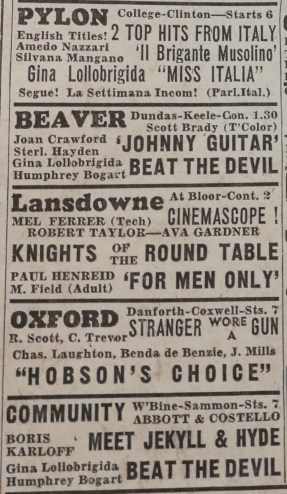 PYLON College-Clinton—Starts 6
English Titles! 2 TOP HITS FROM ITALY
Amedo Nazzari
Silvana Mangano 'Il Brigante Musolino'
Gina Lollobrigida "MISS ITALIA"
Segue! La Settimana Incom! (Parl.Ital.)
BEAVER Dundas-Keele-Con. 1.30
Scott Brady (T'Color)
Joan Crawford
Sterl. Hayden 'JOHNNY GUITAR'
Gina Lollobrigida
Humphrey Bogart BEAT THE DEVIL
Lansdowne At Bloor-Cont. 2
MEL FERRER (Tech) CINEMASCOPE !
ROBERT TAYLOR—AVA GARDNER
KNIGHTS OF THE ROUND TABLE
PAUL HENREID
M. Field (Adult) 'FOR MEN ONLY'
OXFORD Danforth-Coxwell-Sts. 7
R. Scott, C. Trevor STRANGER WORE A GUN
Chas. Laughton, Benda de Benzie, J. Mills
"HOBSON'S CHOICE"
COMMUNITY W'Bine-Sammon-Sts. 7
ABBOTT & COSTELLO
BORIS
KARLOFF MEET JEKYLL & HYDE
Gina Lollobrigida
Humphrey Bogart BEAT THE DEVIL